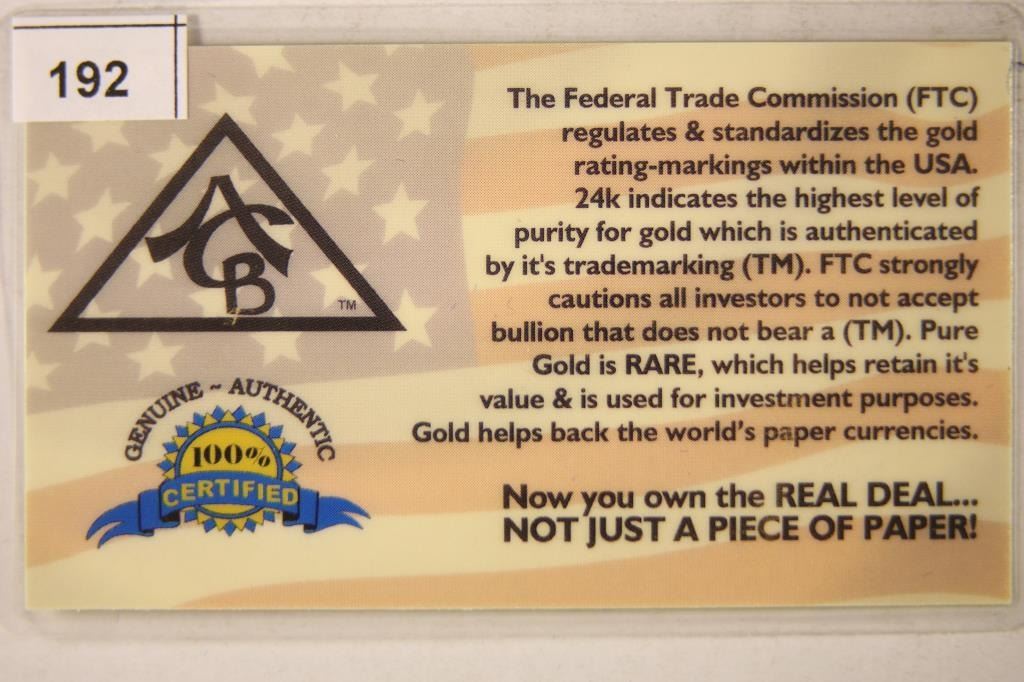 192
ACB
TM
GENUINE ~ AUTHENTIC
100%
CERTIFIED
The Federal Trade Commission (FTC)
regulates & standardizes the gold
rating-markings within the USA.
24k indicates the highest level of
purity for gold which is authenticated
by it's trademarking (TM). FTC strongly
cautions all investors to not accept
bullion that does not bear a (TM). Pure
Gold is RARE, which helps retain it's
value & is used for investment purposes.
Gold helps back the world's paper currencies.
Now you own the REAL DEAL...
NOT JUST A PIECE OF PAPER!